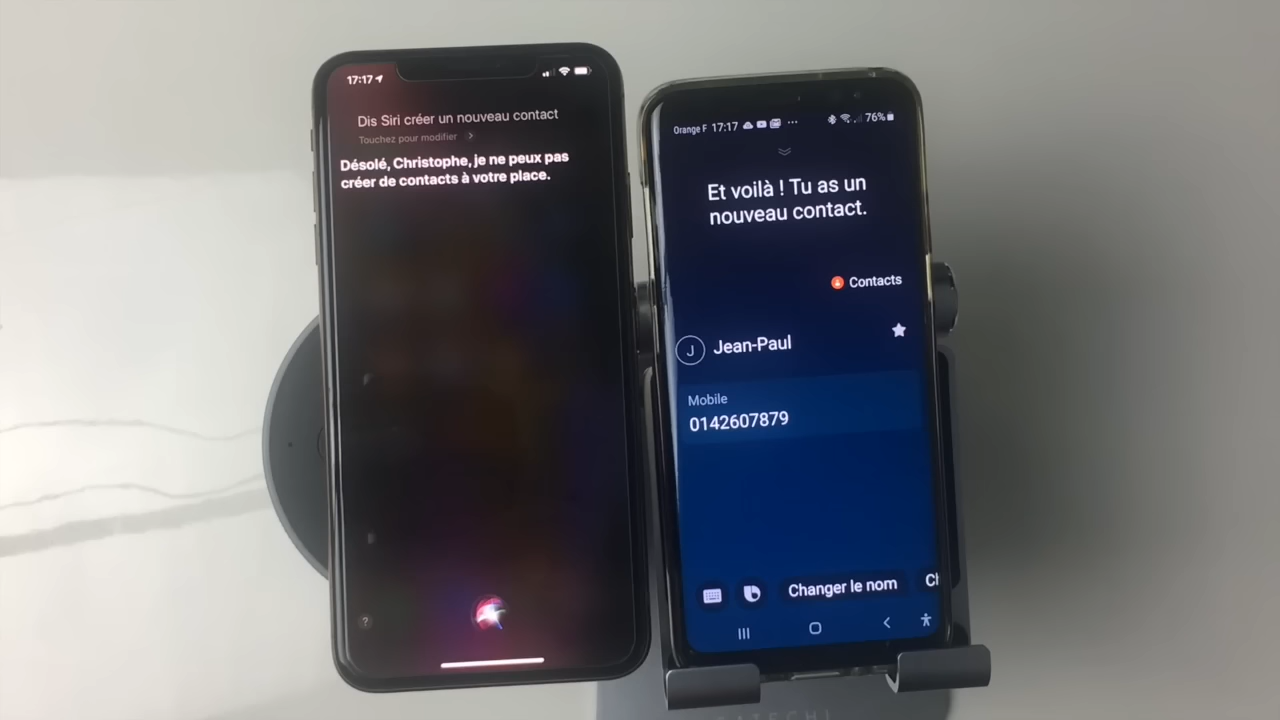 17:17
Dis Siri créer un nouveau contact
Touchez pour modifier
Désolé, Christophe, je ne peux pas
créer de contacts à votre place.
?
Orange F 17:17
76%
Et voilà ! Tu as un
nouveau contact.
Contacts
J
Jean-Paul
Mobile
0142607879
Changer le nom
Ch